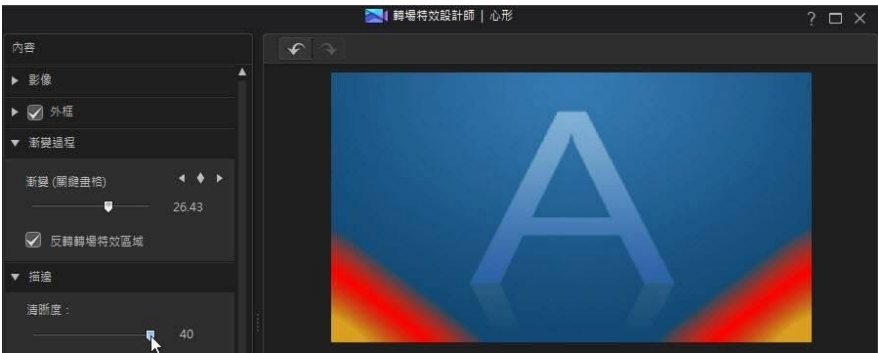 轉場特效設計師 | 心形
? 
內容
影像
外框
漸變過程
漸變 (關鍵畫格)
26.43
反轉轉場特效區域
描邊
清晰度：
40
A